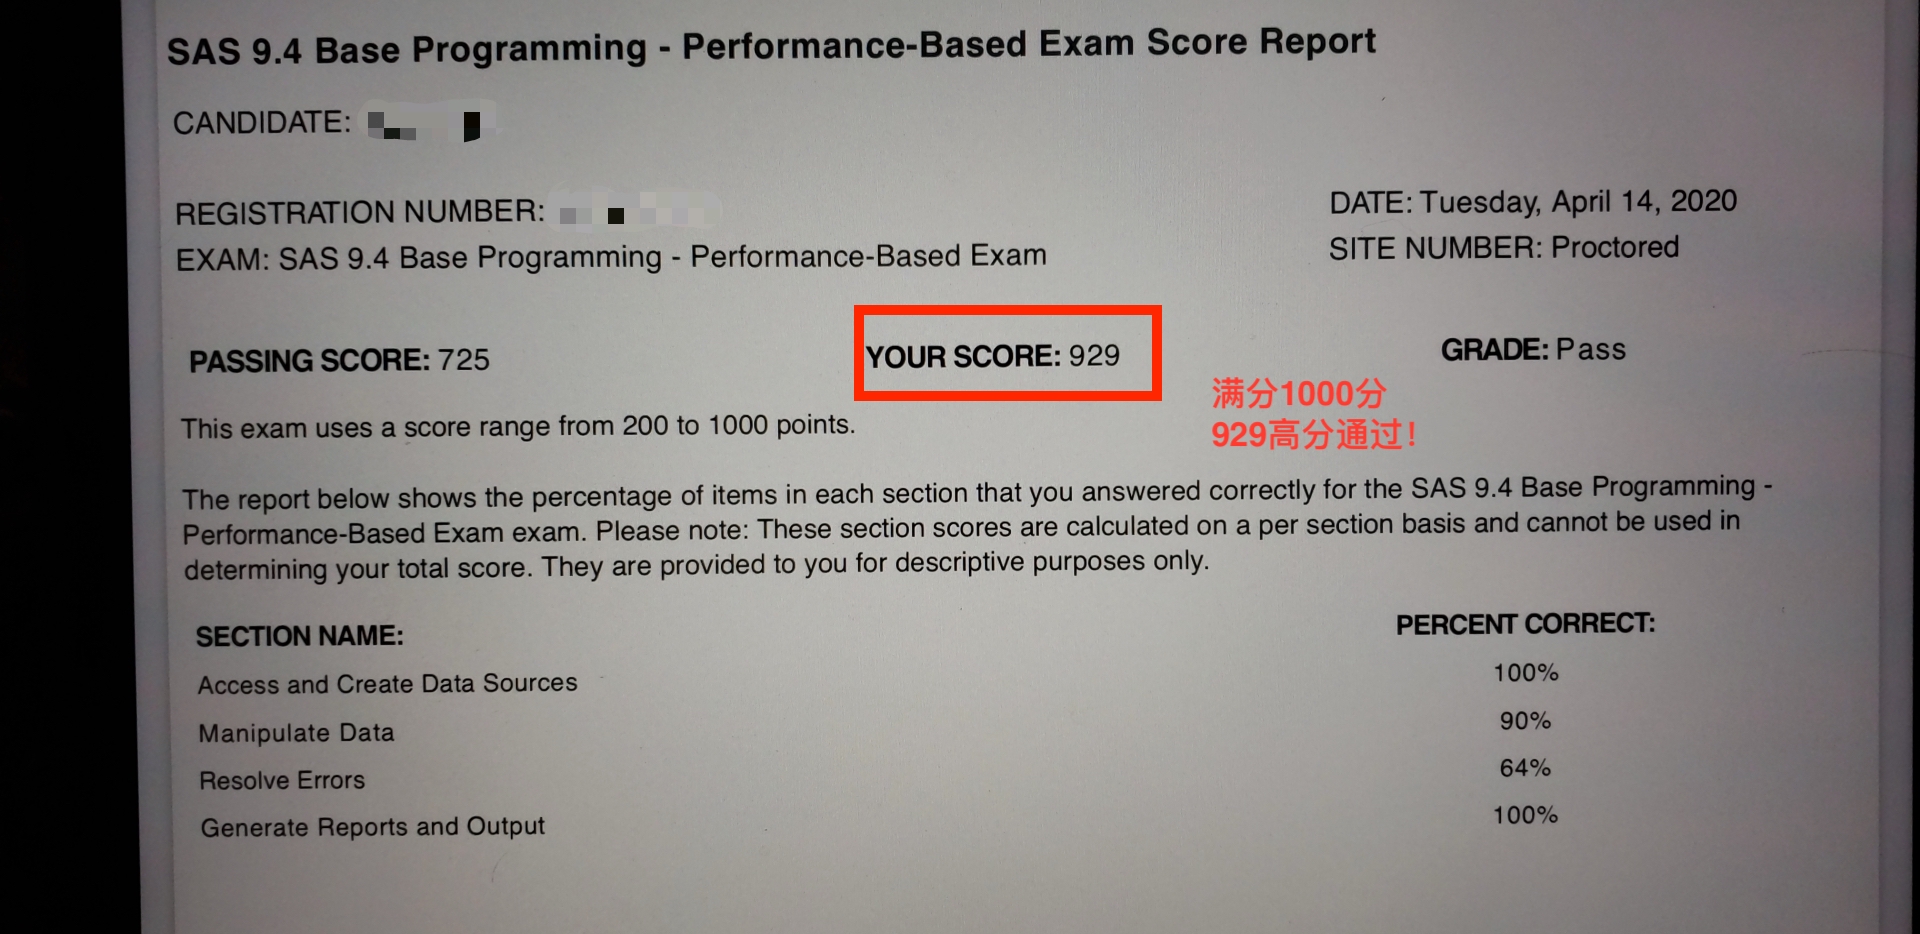 SAS 9.4 Base Programming - Performance-Based Exam Score Report
CANDIDATE:
REGISTRATION NUMBER:
DATE: Tuesday, April 14, 2020
EXAM: SAS 9.4 Base Programming - Performance-Based Exam
SITE NUMBER: Proctored
PASSING SCORE: 725
YOUR SCORE: 929
GRADE: Pass
满分1000分
929高分通过!
This exam uses a score range from 200 to 1000 points.
The report below shows the percentage of items in each section that you answered correctly for the SAS 9.4 Base Programming -
Performance-Based Exam exam. Please note: These section scores are calculated on a per section basis and cannot be used in
determining your total score. They are provided to you for descriptive purposes only.
SECTION NAME:
PERCENT CORRECT:
Access and Create Data Sources
100%
Manipulate Data
90%
Resolve Errors
64%
Generate Reports and Output
100%